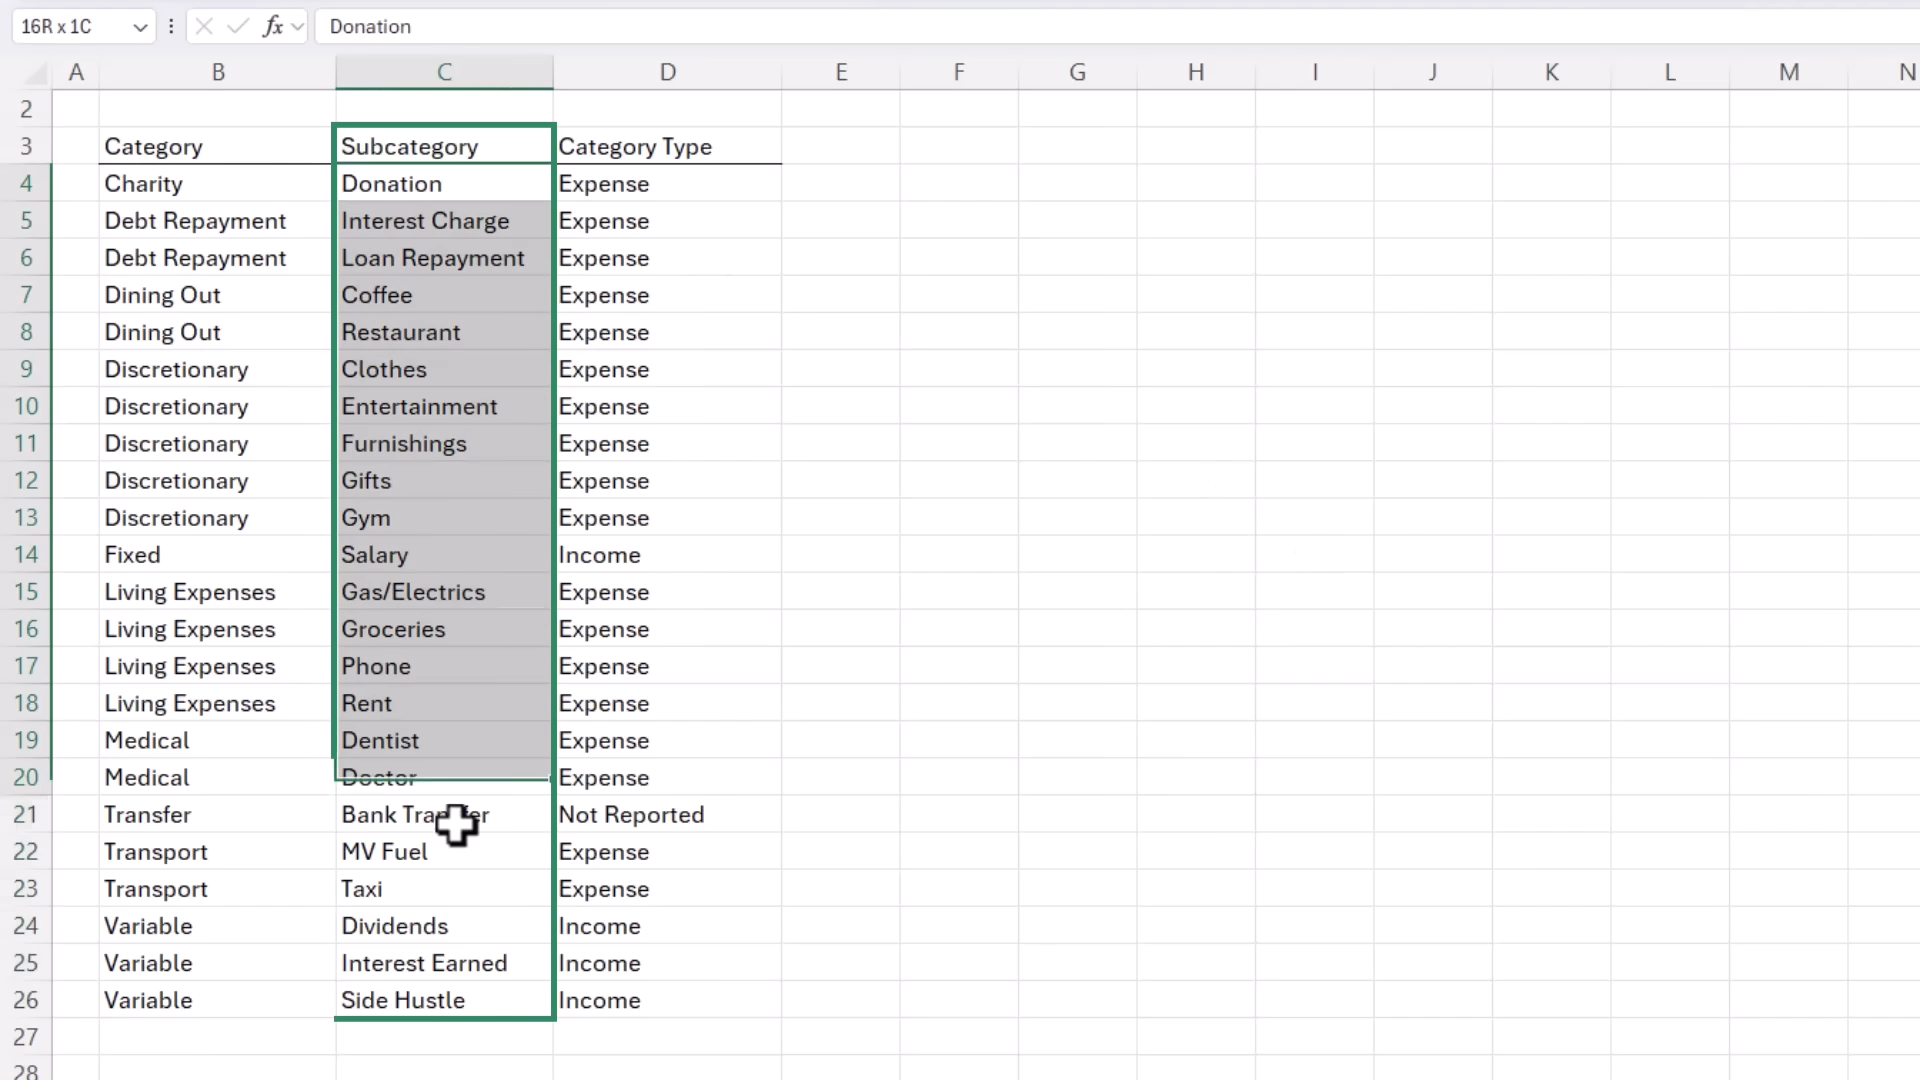 16R x 1C fx Donation
A B C D E F G H I J K L M N
2
3 Category Subcategory Category Type
4 Charity Donation Expense
5 Debt Repayment Interest Charge Expense
6 Debt Repayment Loan Repayment Expense
7 Dining Out Coffee Expense
8 Dining Out Restaurant Expense
9 Discretionary Clothes Expense
10 Discretionary Entertainment Expense
11 Discretionary Furnishings Expense
12 Discretionary Gifts Expense
13 Discretionary Gym Expense
14 Fixed Salary Income
15 Living Expenses Gas/Electrics Expense
16 Living Expenses Groceries Expense
17 Living Expenses Phone Expense
18 Living Expenses Rent Expense
19 Medical Dentist Expense
20 Medical Doctor Expense
21 Transfer Bank Transfer Not Reported
22 Transport MV Fuel Expense
23 Transport Taxi Expense
24 Variable Dividends Income
25 Variable Interest Earned Income
26 Variable Side Hustle Income
27
28